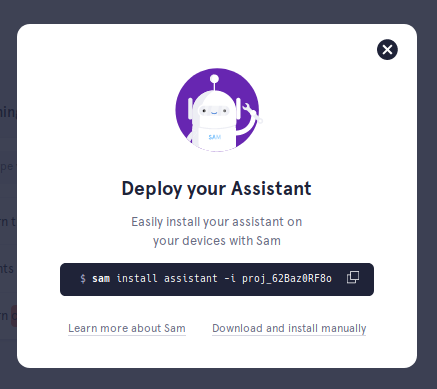 SAM
Deploy your Assistant
Easily install your assistant on
your devices with Sam
$ sam install assistant -i proj_62Baz0RF8o
Learn more about Sam Download and install manually